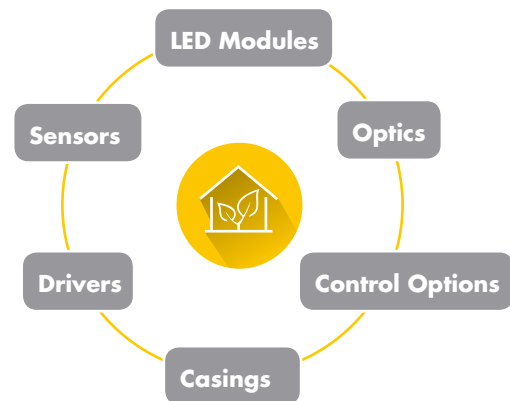 LED Modules
Sensors
Optics
Drivers
Control Options
Casings